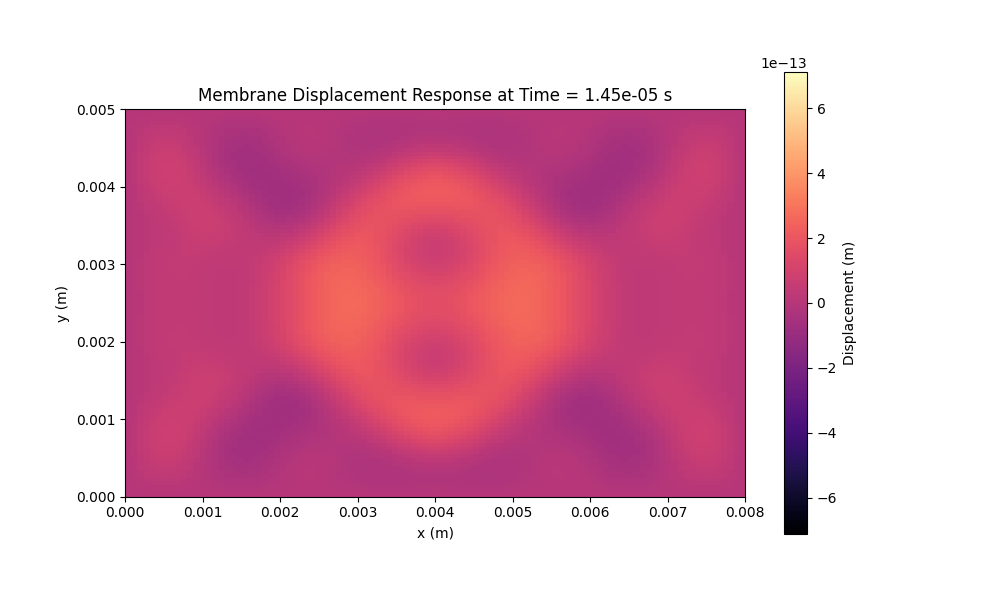 1e−13
Membrane Displacement Response at Time = 1.45e-05 s
0.005
0.004
0.003
0.002
0.001
0.000
y (m)
0.000 0.001 0.002 0.003 0.004 0.005 0.006 0.007 0.008
x (m)
6
4
2
0
−2
−4
−6
Displacement (m)